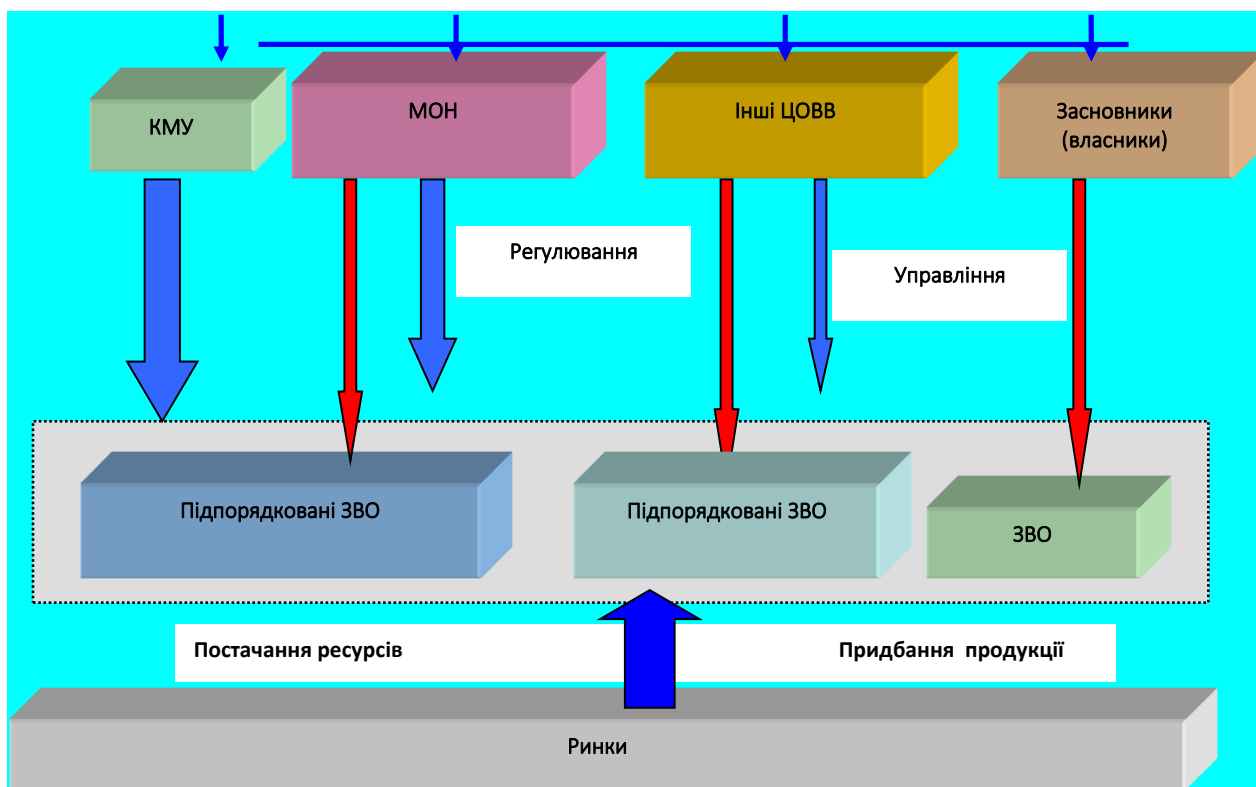 КМУ
МОН
Інші ЦОВВ
Засновники
(власники)
Регулювання
Управління
Підпорядковані ЗВО
Підпорядковані ЗВО
ЗВО
Постачання ресурсів
Придбання продукції
Ринки